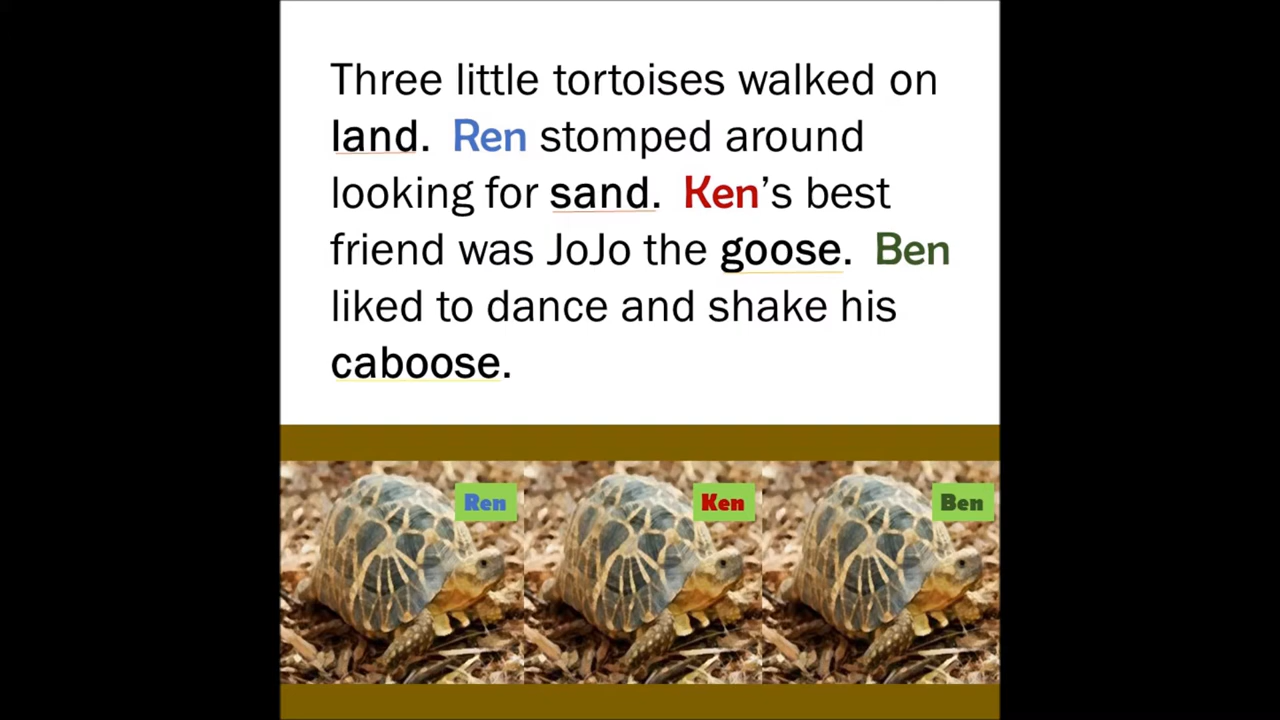 Three little tortoises walked on
land. Ren stomped around
looking for sand. Ken’s best
friend was JoJo the goose. Ben
liked to dance and shake his
caboose.
Ren
Ken
Ben